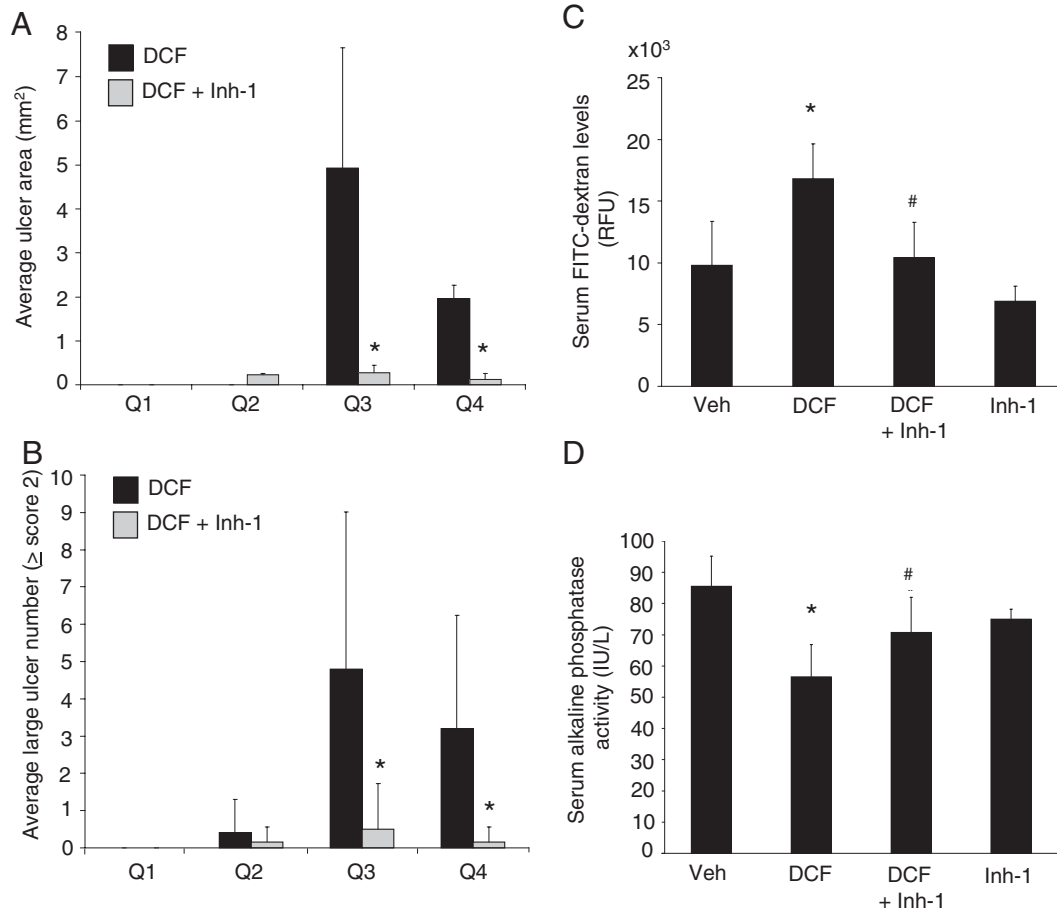 A
Average ulcer area (mm²)
8
7
6
5
4
3
2
1
0
DCF
DCF + Inh-1
*
*
Q1 Q2 Q3 Q4
B
Average large ulcer number (≥ score 2)
10
9
8
7
6
5
4
3
2
1
0
DCF
DCF + Inh-1
*
*
Q1 Q2 Q3 Q4
C
x10³
Serum FITC-dextran levels
(RFU)
25
20
15
10
5
0
*
#
Veh DCF DCF Inh-1
+ Inh-1
D
Serum alkaline phosphatase
activity (IU/L)
100
90
80
70
60
50
40
30
20
10
0
*
#
Veh DCF DCF Inh-1
+ Inh-1